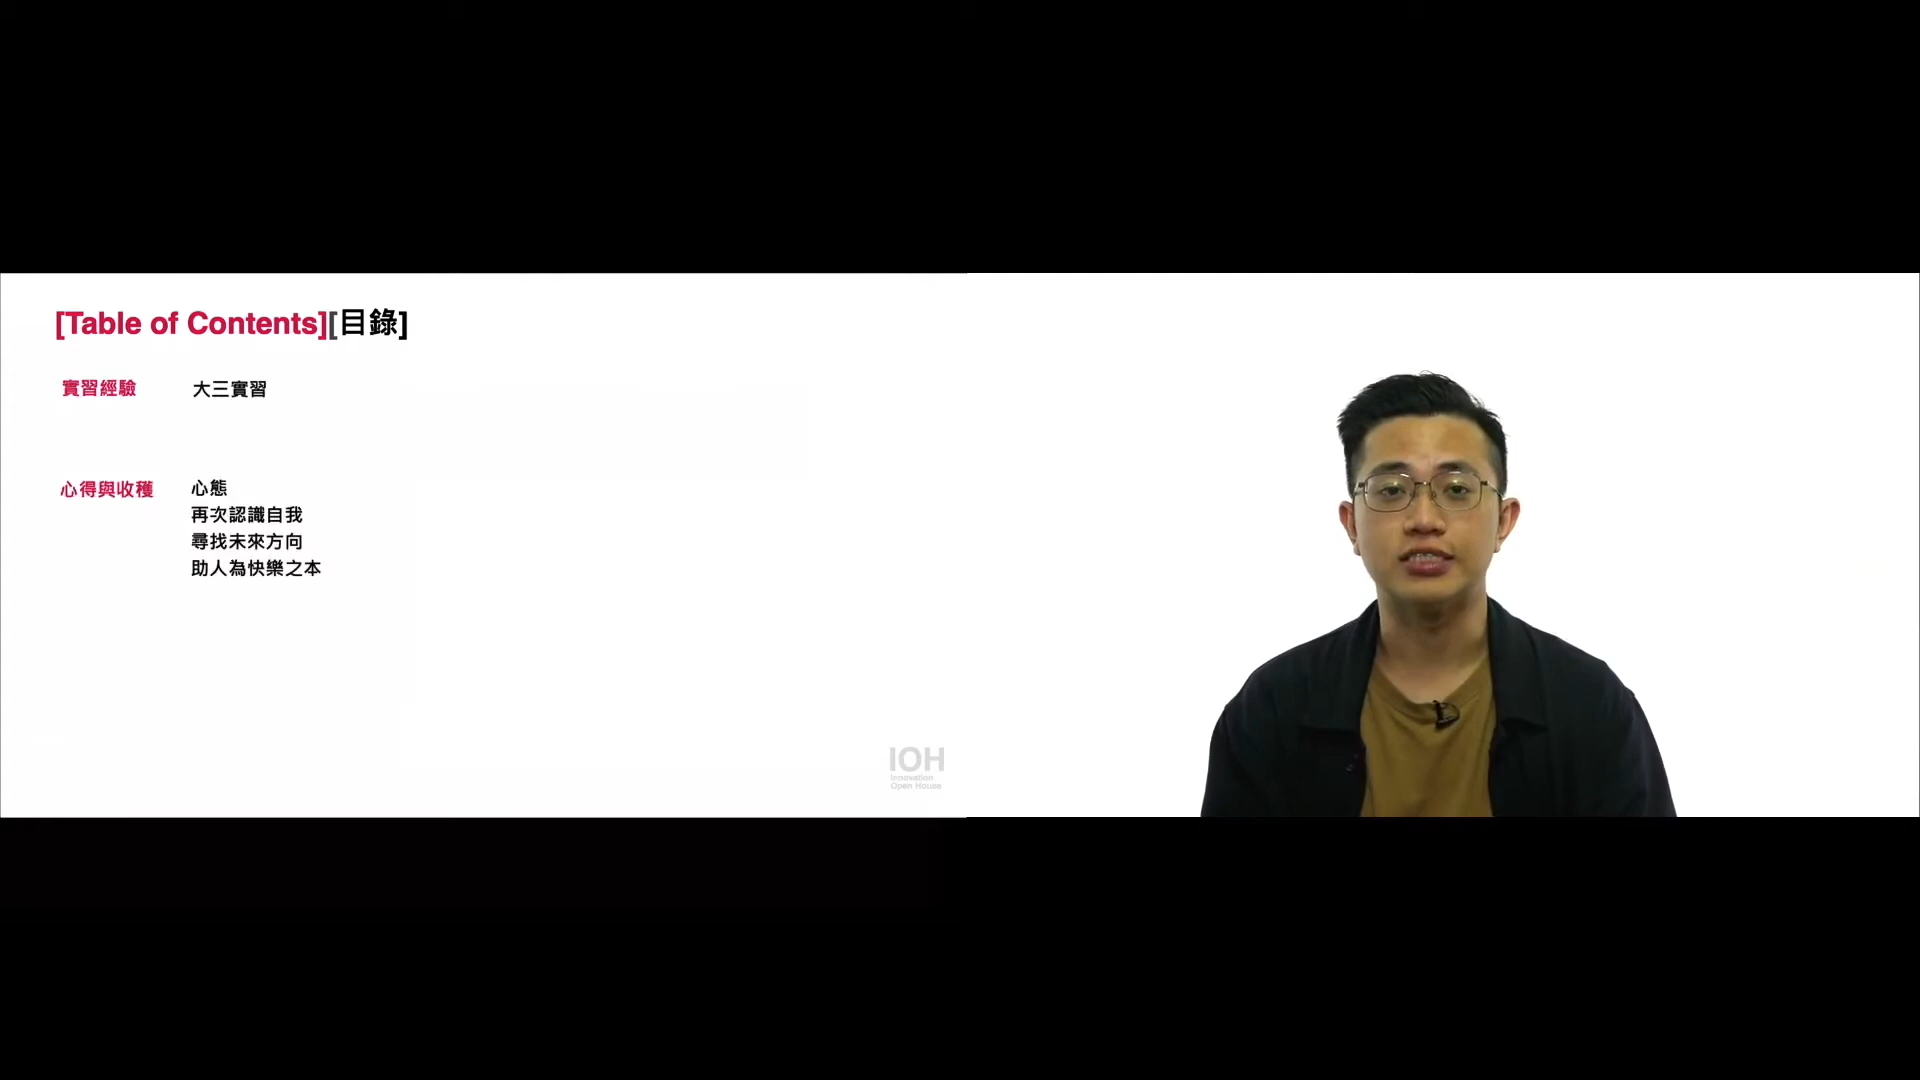 [Table of Contents][目錄]
實習經驗 大三實習
心得與收穫 心態
再次認識自我
尋找未來方向
助人為快樂之本
IOH
Innovation
Open House